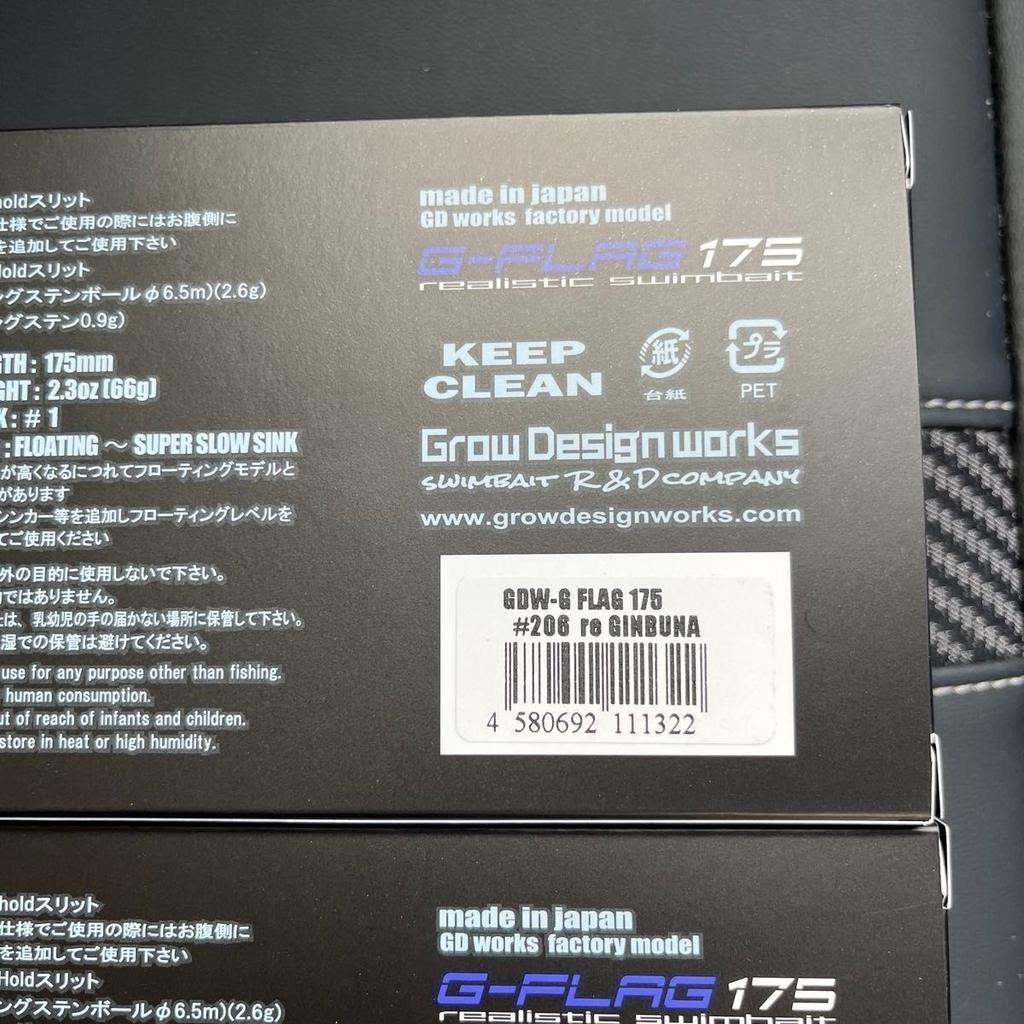 holdスリット
仕様でご使用の際にはお腹側に
を追加してご使用下さい
Holdスリット
ングステンボールφ6.5m)(2.6g)
ングステン0.9g)
GTH : 175mm
GHT : 2.3oz (66g)
K : # 1
: FLOATING ～ SUPER SLOW SINK
が高くなるにつれてフローティングモデルと
があります
シンカー等を追加しフローティングレベルを
てご使用ください
外の目的に使用しないで下さい。
ではありません。
は、乳幼児の手の届かない場所に保管して下さい。
湿での保管は避けてください。
use for any purpose other than fishing.
human consumption.
ut of reach of infants and children.
store in heat or high humidity.
made in japan
GD works factory model
G-FLAG 175
realistic swimbait
KEEP
CLEAN
紙
台紙
プラ
PET
Grow Design works
SWIMBAIT R&D COMPANY
www.growdesignworks.com
GDW-G FLAG 175
#206 re GINBUNA
4 580692 111322
holdスリット
仕様でご使用の際にはお腹側に
を追加してご使用下さい
Holdスリット
ングステンボールφ6.5m)(2.6g)
made in japan
GD works factory model
G-FLAG 175
realistic swimbait